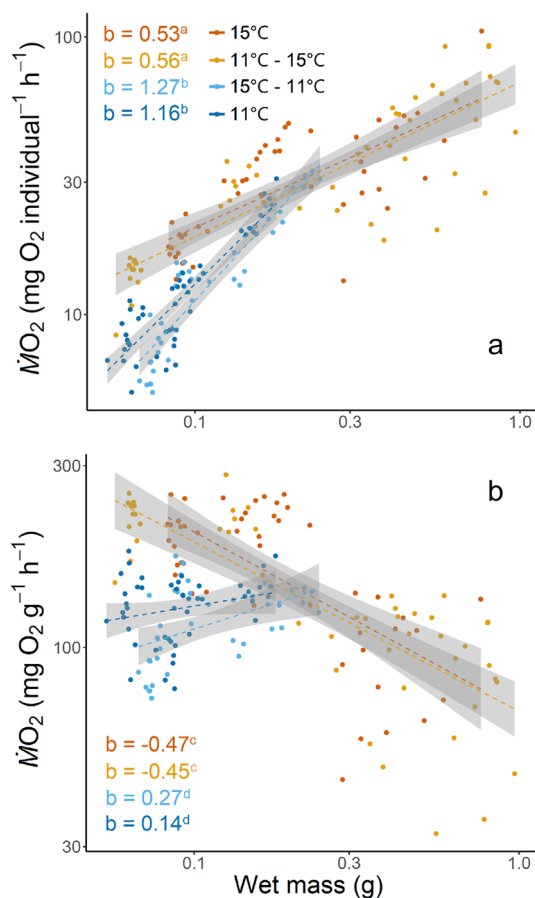 100
30
10
ṀO₂ (mg O₂ individual⁻¹ h⁻¹)
b = 0.53ᵃ 15°C
b = 0.56ᵃ 11°C - 15°C
b = 1.27ᵇ 15°C - 11°C
b = 1.16ᵇ 11°C
a
0.1 0.3 1.0
300
100
30
ṀO₂ (mg O₂ g⁻¹ h⁻¹)
b
b = -0.47ᶜ
b = -0.45ᶜ
b = 0.27ᵈ
b = 0.14ᵈ
0.1 0.3 1.0
Wet mass (g)